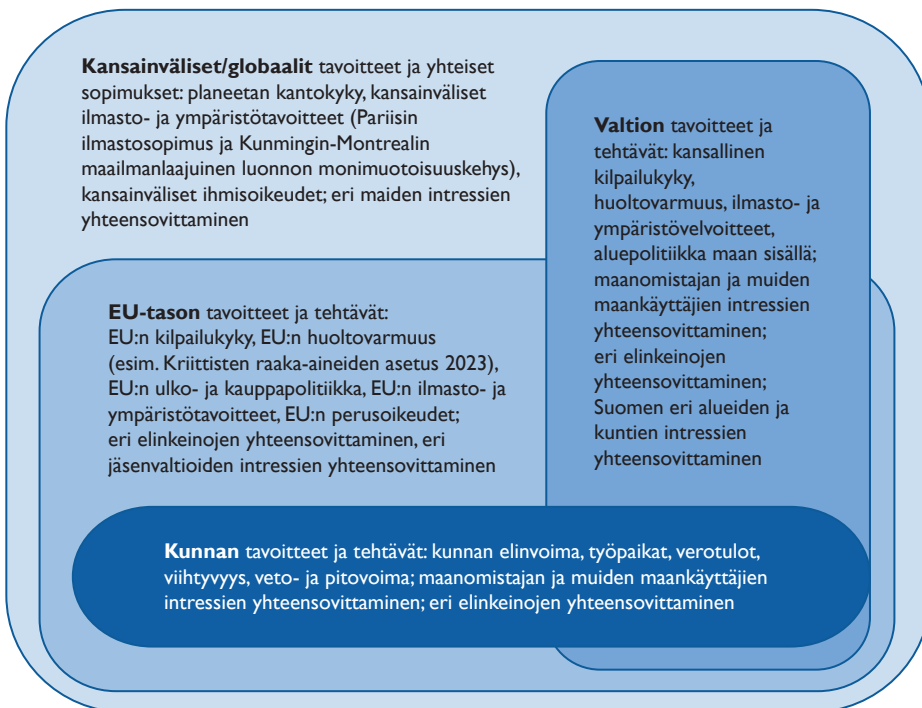 Kansainväliset/globaalit tavoitteet ja yhteiset
sopimukset: planeetan kantokyky, kansainväliset
ilmasto- ja ympäristötavoitteet (Pariisin
ilmastosopimus ja Kunmingin-Montrealin
maailmanlaajuinen luonnon monimuotoisuuskehys),
kansainväliset ihmisoikeudet; eri maiden intressien
yhteensovittaminen
Valtion tavoitteet ja
tehtävät: kansallinen
kilpailukyky,
huoltovarmuus, ilmasto- ja
ympäristövelvoitteet,
aluepolitiikka maan sisällä;
maanomistajan ja muiden
maankäyttäjien intressien
yhteensovittaminen;
eri elinkeinojen
yhteensovittaminen;
Suomen eri alueiden ja
kuntien intressien
yhteensovittaminen
EU-tason tavoitteet ja tehtävät:
EU:n kilpailukyky, EU:n huoltovarmuus
(esim. Kriittisten raaka-aineiden asetus 2023),
EU:n ulko- ja kauppapolitiikka, EU:n ilmasto- ja
ympäristötavoitteet, EU:n perusoikeudet;
eri elinkeinojen yhteensovittaminen, eri
jäsenvaltioiden intressien yhteensovittaminen
Kunnan tavoitteet ja tehtävät: kunnan elinvoima, työpaikat, verotulot,
viihtyvyys, veto- ja pitovoima; maanomistajan ja muiden maankäyttäjien
intressien yhteensovittaminen; eri elinkeinojen yhteensovittaminen